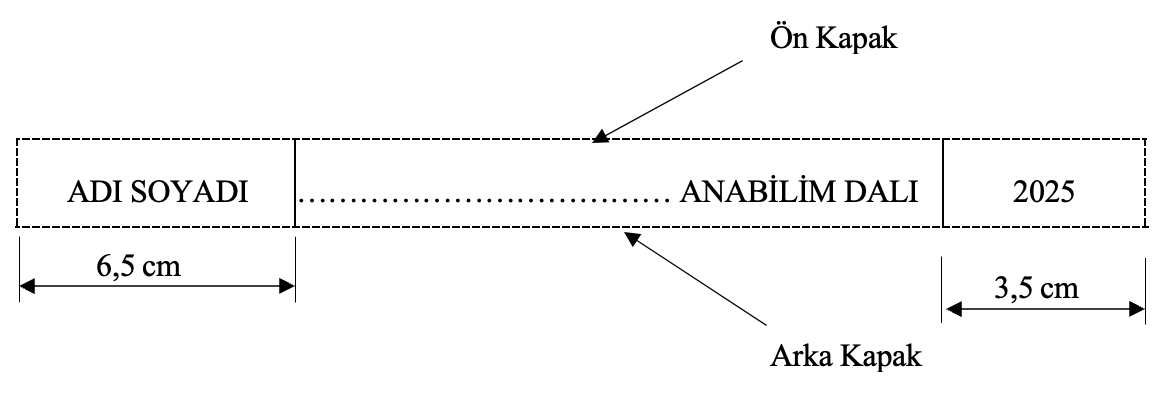 Ön Kapak
ADI SOYADI ………………………………. ANABİLİM DALI 2025
6,5 cm
3,5 cm
Arka Kapak